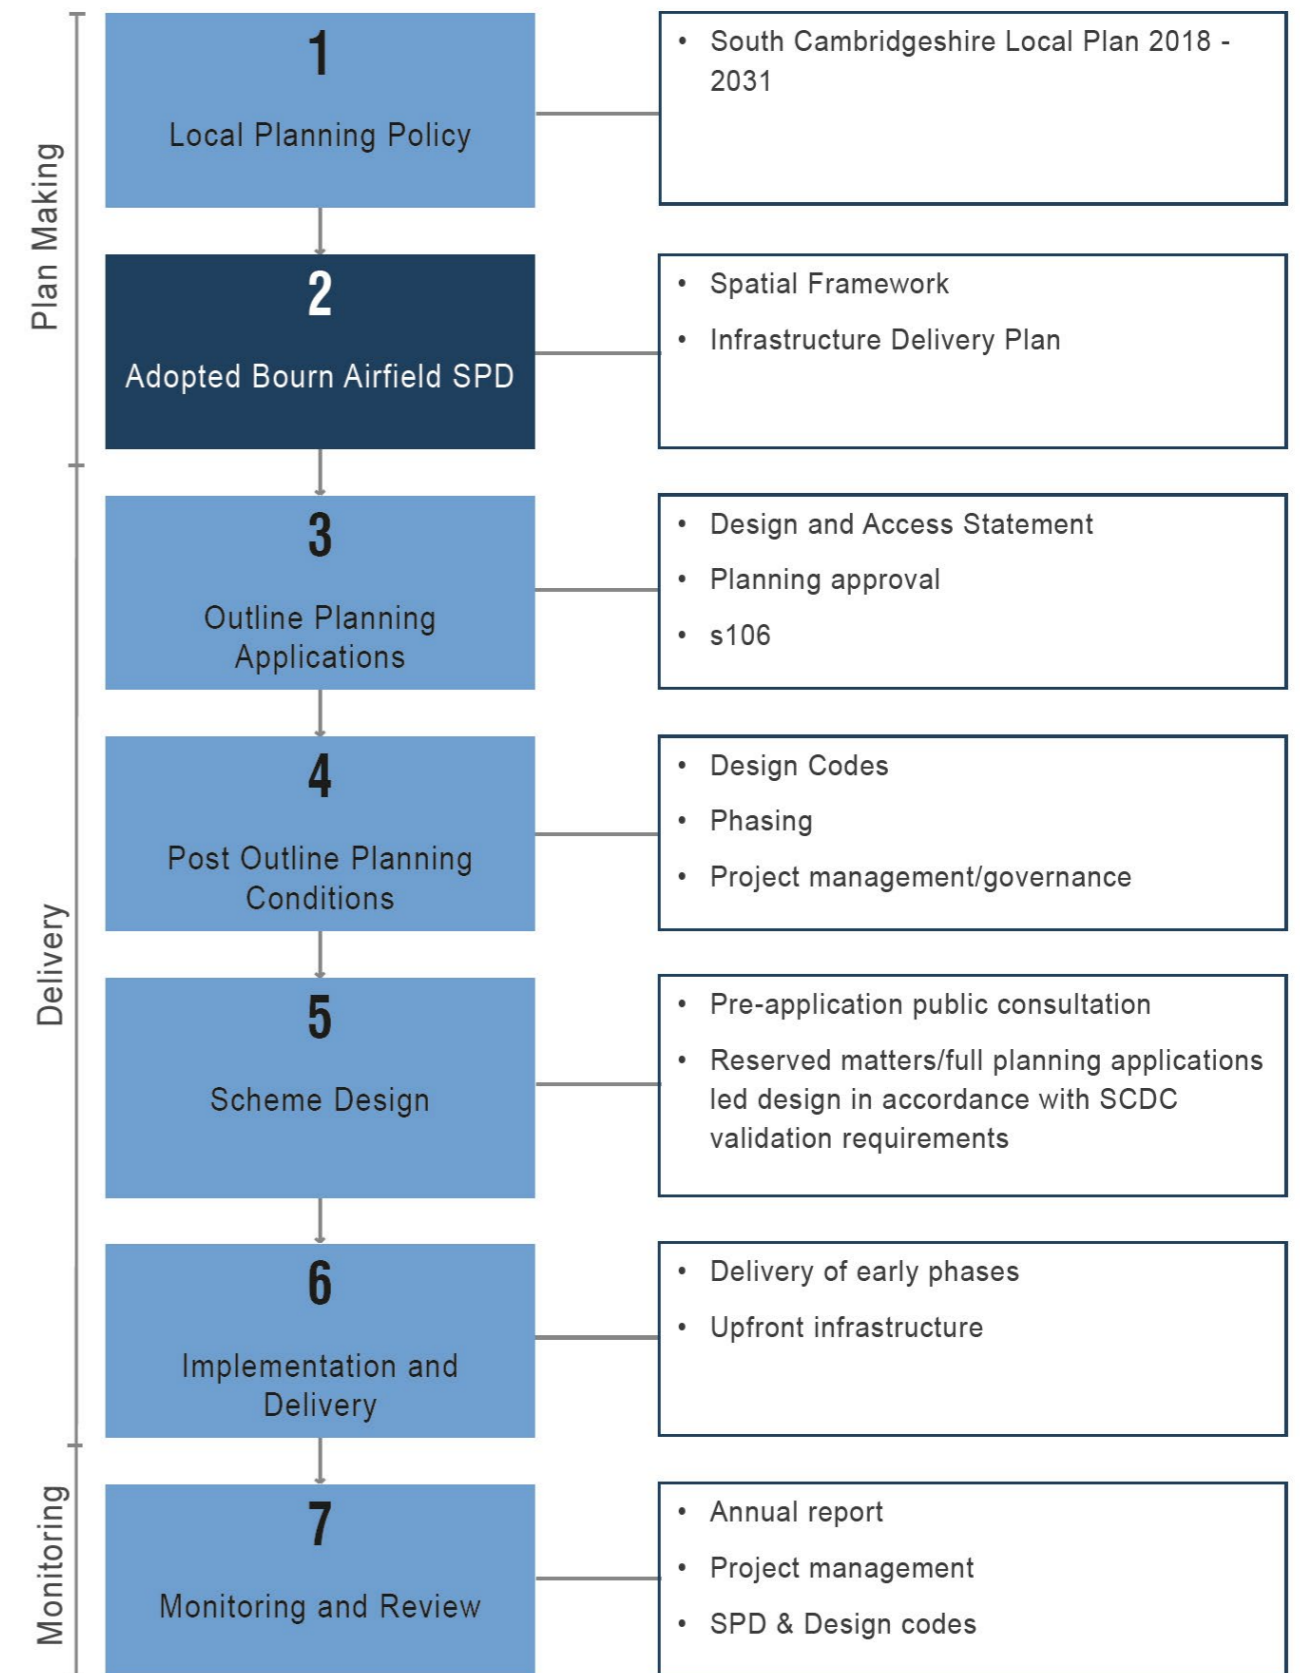 Plan Making
1
Local Planning Policy
• South Cambridgeshire Local Plan 2018 -
2031
2
Adopted Bourn Airfield SPD
• Spatial Framework
• Infrastructure Delivery Plan
Delivery
3
Outline Planning
Applications
• Design and Access Statement
• Planning approval
• s106
4
Post Outline Planning
Conditions
• Design Codes
• Phasing
• Project management/governance
5
Scheme Design
• Pre-application public consultation
• Reserved matters/full planning applications
led design in accordance with SCDC
validation requirements
6
Implementation and
Delivery
• Delivery of early phases
• Upfront infrastructure
Monitoring
7
Monitoring and Review
• Annual report
• Project management
• SPD & Design codes